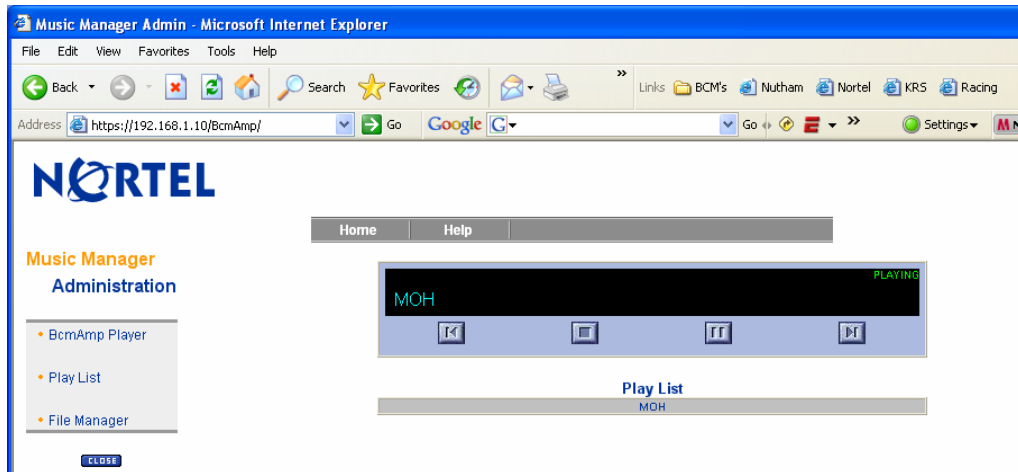 Music Manager Admin - Microsoft Internet Explorer
File Edit View Favorites Tools Help
Back Search Favorites » Links BCM's Nutham Nortel KRS Racing
Address https://192.168.1.10/BcmAmp/ Go Google G Go » Settings M
NORTEL
Home Help
Music Manager
Administration
PLAYING
MOH
• BcmAmp Player
• Play List
• File Manager
CLOSE
Play List
MOH